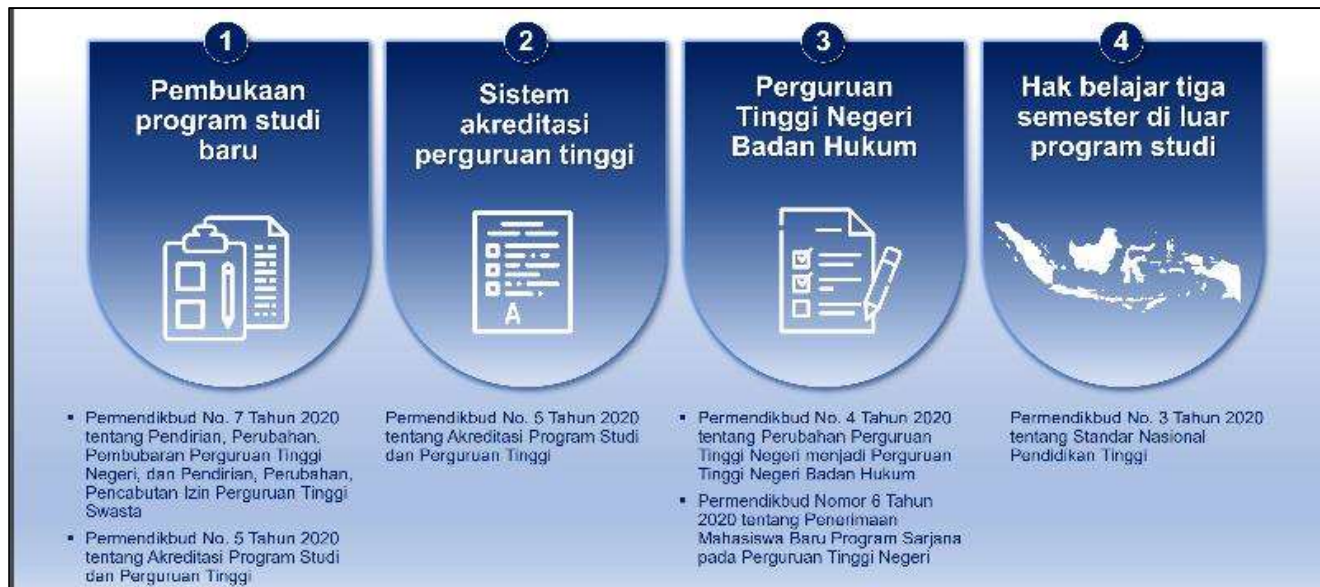 1
Pembukaan
program studi
baru
2
Sistem
akreditasi
perguruan tinggi
A
3
Perguruan
Tinggi Negeri
Badan Hukum
4
Hak belajar tiga
semester di luar
program studi
▪ Permendikbud No. 7 Tahun 2020
tentang Pendirian, Perubahan,
Pembubaran Perguruan Tinggi
Negeri, dan Pendirian, Perubahan,
Pencabutan Izin Perguruan Tinggi
Swasta
▪ Permendikbud No. 5 Tahun 2020
tentang Akreditasi Program Studi
dan Perguruan Tinggi
Permendikbud No. 5 Tahun 2020
tentang Akreditasi Program Studi
dan Perguruan Tinggi
▪ Permendikbud No. 4 Tahun 2020
tentang Perubahan Perguruan
Tinggi Negeri menjadi Perguruan
Tinggi Negeri Badan Hukum
▪ Permendikbud Nomor 6 Tahun
2020 tentang Penerimaan
Mahasiswa Baru Program Sarjana
pada Perguruan Tinggi Negeri
Permendikbud No. 3 Tahun 2020
tentang Standar Nasional
Pendidikan Tinggi